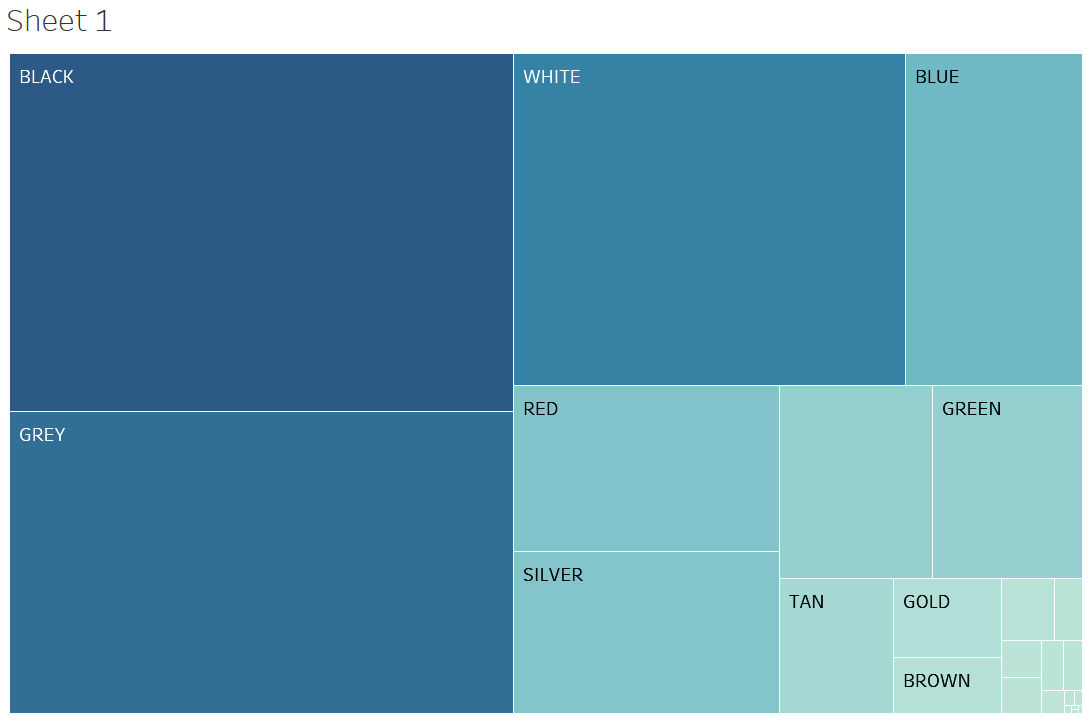 Sheet 1
BLACK
WHITE
BLUE
RED
GREEN
GREY
SILVER
TAN
GOLD
BROWN